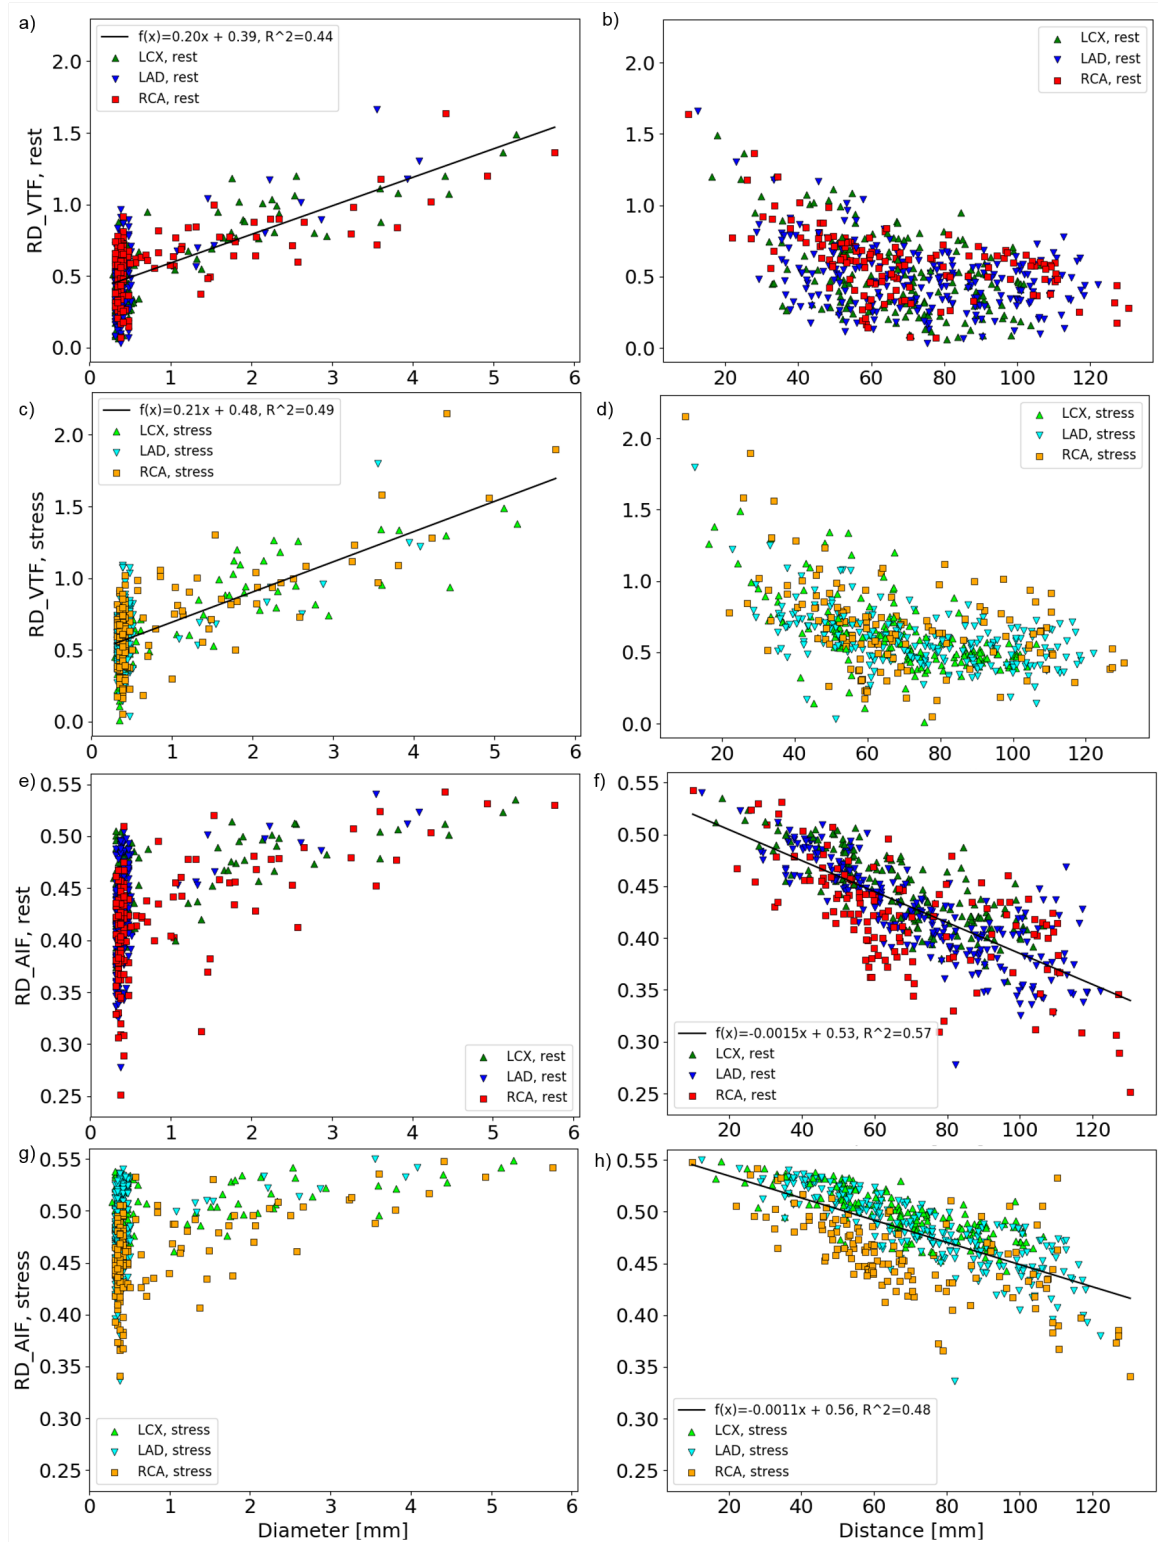 a)
f(x)=0.20x + 0.39, R^2=0.44
LCX, rest
LAD, rest
RCA, rest
RD_VTF, rest
2.0
1.5
1.0
0.5
0.0
0 1 2 3 4 5 6
b)
LCX, rest
LAD, rest
RCA, rest
2.0
1.5
1.0
0.5
0.0
20 40 60 80 100 120
c)
f(x)=0.21x + 0.48, R^2=0.49
LCX, stress
LAD, stress
RCA, stress
RD_VTF, stress
2.0
1.5
1.0
0.5
0.0
0 1 2 3 4 5 6
d)
LCX, stress
LAD, stress
RCA, stress
2.0
1.5
1.0
0.5
0.0
20 40 60 80 100 120
e)
RD_AIF, rest
0.55
0.50
0.45
0.40
0.35
0.30
0.25
LCX, rest
LAD, rest
RCA, rest
0 1 2 3 4 5 6
f)
0.55
0.50
0.45
0.40
0.35
0.30
0.25
f(x)=-0.0015x + 0.53, R^2=0.57
LCX, rest
LAD, rest
RCA, rest
20 40 60 80 100 120
g)
RD_AIF, stress
0.55
0.50
0.45
0.40
0.35
0.30
0.25
LCX, stress
LAD, stress
RCA, stress
0 1 2 3 4 5 6
Diameter [mm]
h)
0.55
0.50
0.45
0.40
0.35
0.30
0.25
f(x)=-0.0011x + 0.56, R^2=0.48
LCX, stress
LAD, stress
RCA, stress
20 40 60 80 100 120
Distance [mm]